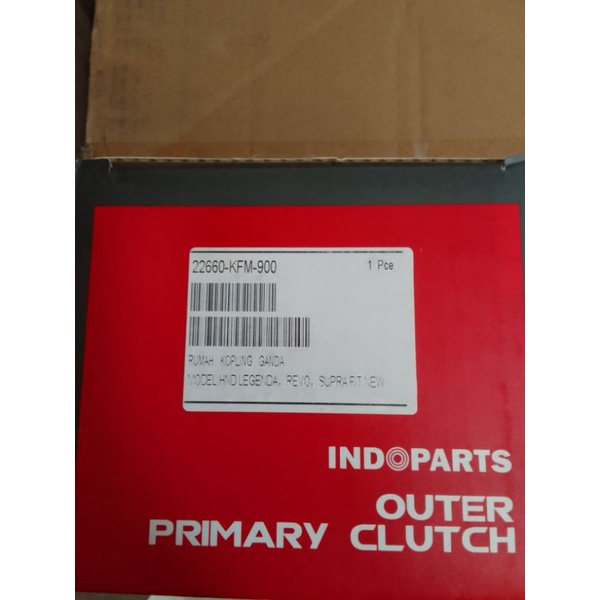 22660-KFM-900 1 Pce
RUMAH KOPLING GANDA
MODEL HND LEGENDA, REVO, SUPRA FIT NEW
INDOPARTS
OUTER
PRIMARY CLUTCH